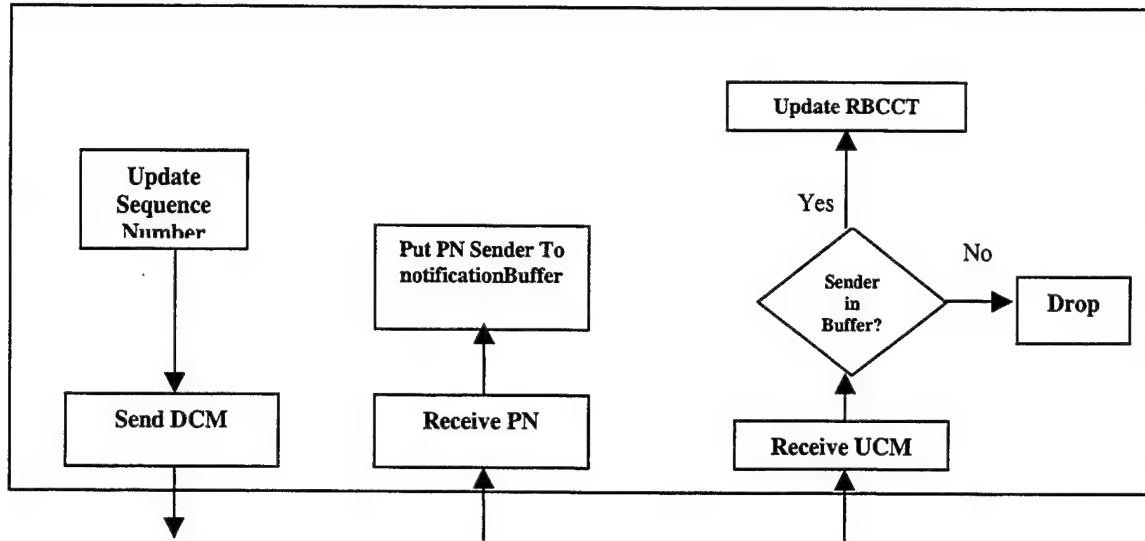 Update
Sequence
Number
Send DCM
Put PN Sender To
notificationBuffer
Receive PN
Update RBCCT
Yes
No
Sender
in
Buffer?
Drop
Receive UCM